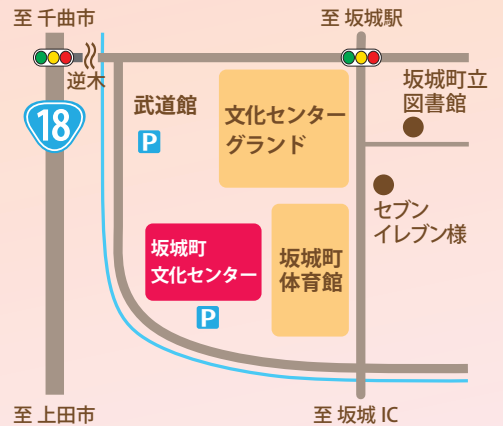 至 千曲市
至 坂城駅
逆木
18
武道館
P
文化センター
グランド
坂城町立
図書館
セブン
イレブン様
坂城町
文化センター
坂城町
体育館
P
至 上田市
至 坂城 IC